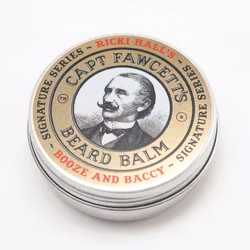 SIGNATURE SERIES ~ RICKI HALL'S ~ SIGNATURE SERIES ~
BOOZE AND BACCY ~
CAPT FAWCETT'S
BEARD BALM